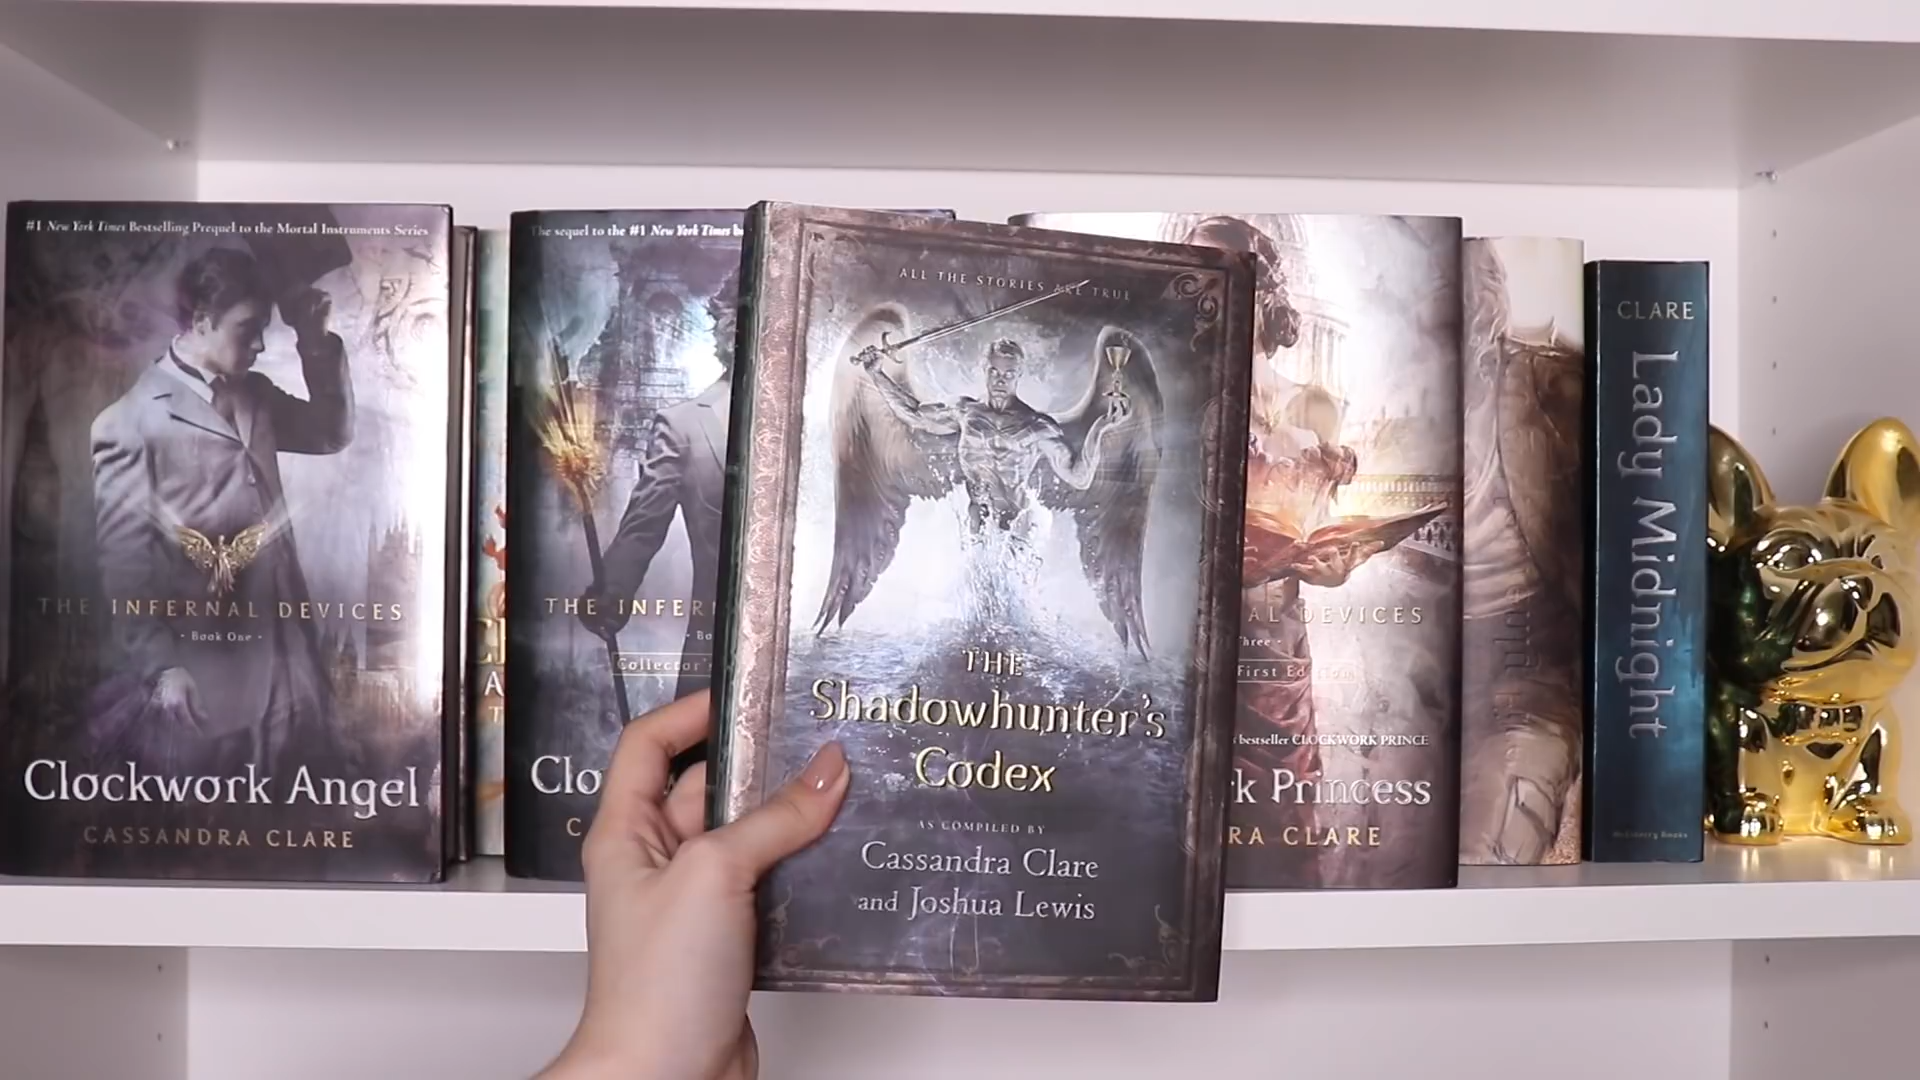 #1 New York Times Bestselling Prequel to the Mortal Instruments Series
THE INFERNAL DEVICES
· Book One ·
Clockwork Angel
CASSANDRA CLARE
The sequel to the #1 New York Times
THE INFER
Collector's
Clo
C
ALL THE STORIES ARE TRUE
THE
Shadowhunter's
Codex
AS COMPILED BY
Cassandra Clare
and Joshua Lewis
AL DEVICES
Three ·
First Edition
bestseller CLOCKWORK PRINCE
rk Princess
RA CLARE
CLARE
Lady Midnight